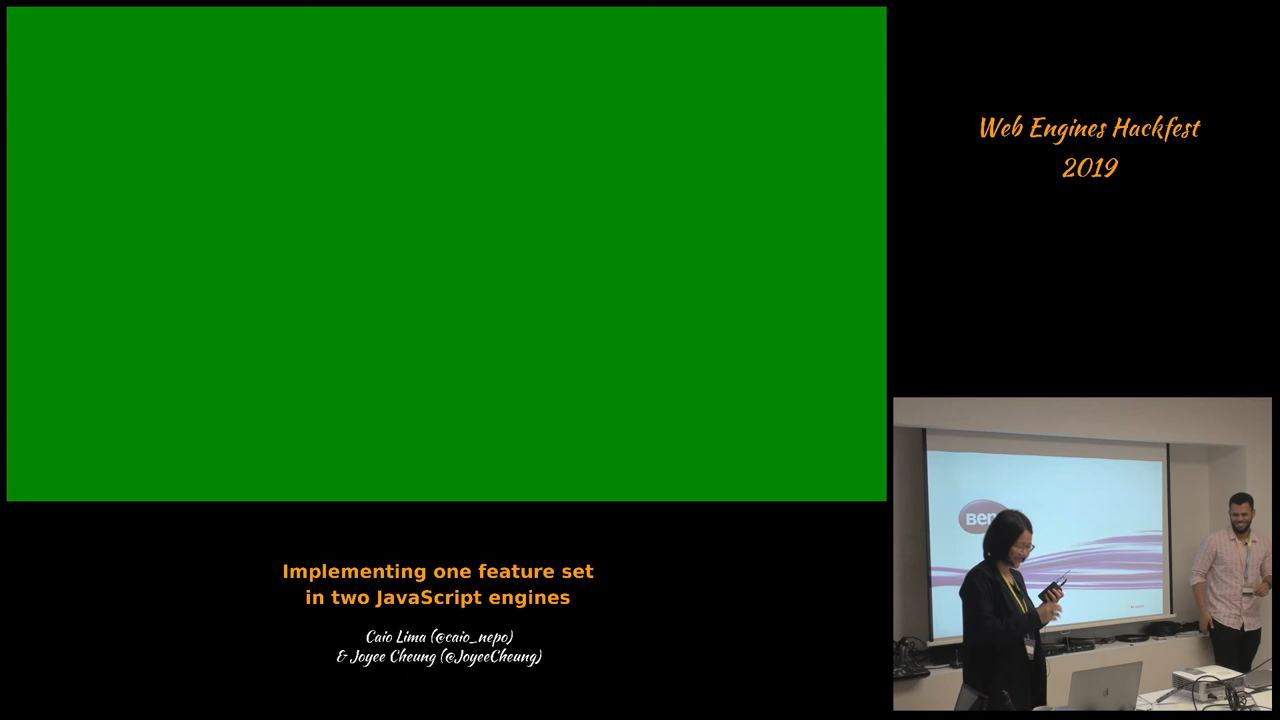 Web Engines Hackfest
2019
Implementing one feature set
in two JavaScript engines
Caio Lima (@caio_nepo)
& Joyee Cheung (@JoyeeCheung)